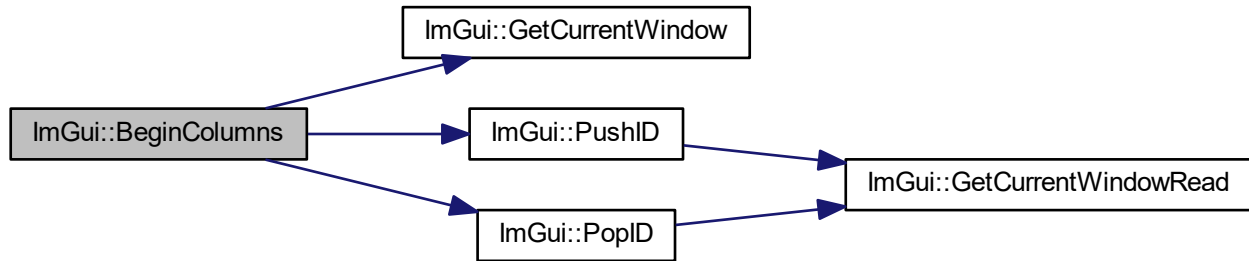 ImGui::GetCurrentWindow
ImGui::BeginColumns
ImGui::PushID
ImGui::GetCurrentWindowRead
ImGui::PopID